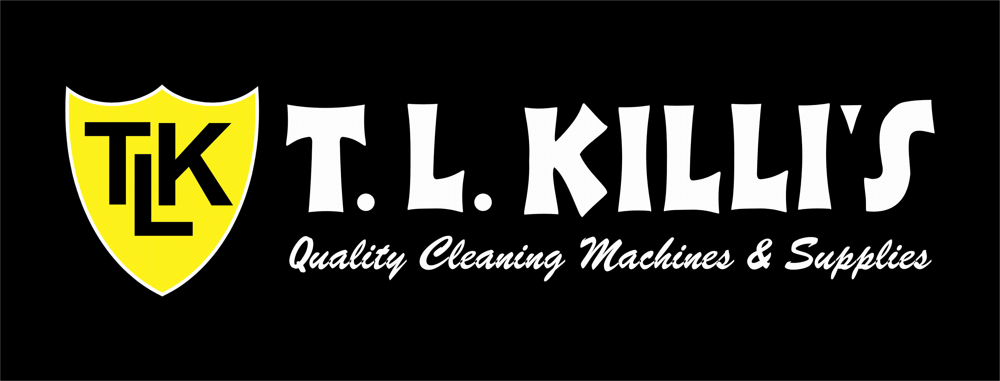 TLK
T. L. KILLI'S
Quality Cleaning Machines & Supplies